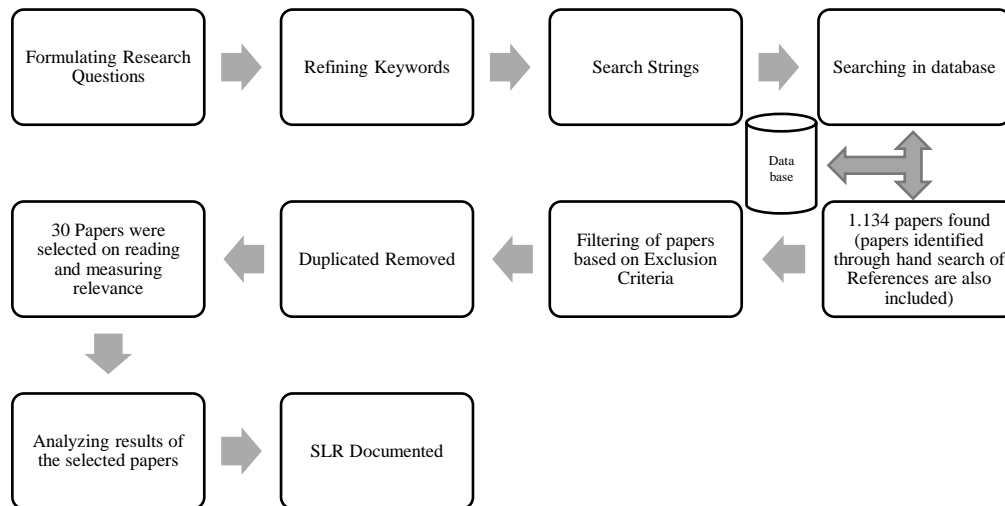 Formulating Research
Questions
Refining Keywords
Search Strings
Searching in database
Data
base
1.134 papers found
(papers identified
through hand search of
References are also
included)
Filtering of papers
based on Exclusion
Criteria
Duplicated Removed
30 Papers were
selected on reading
and measuring
relevance
Analyzing results of
the selected papers
SLR Documented